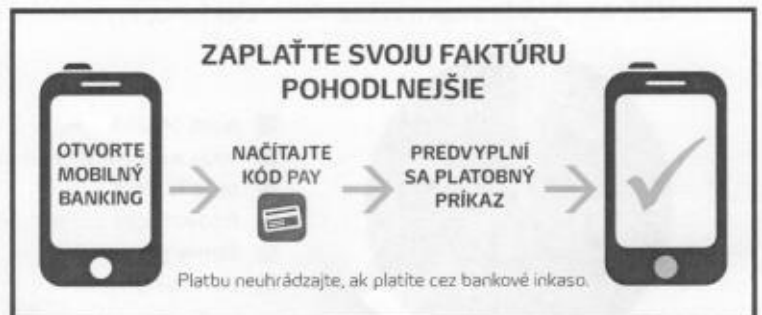 ZAPLAŤTE SVOJU FAKTÚRU
POHODLNEJŠIE
OTVORTE
MOBILNÝ
BANKING
NAČÍTAJTE
KÓD PAY
PREDVYPLNÍ
SA PLATOBNÝ
PRÍKAZ
Platbu neuhrádzajte, ak platíte cez bankové inkaso.